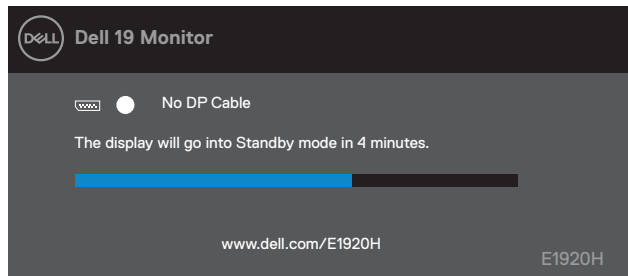 DELL Dell 19 Monitor
No DP Cable
The display will go into Standby mode in 4 minutes.
www.dell.com/E1920H
E1920H